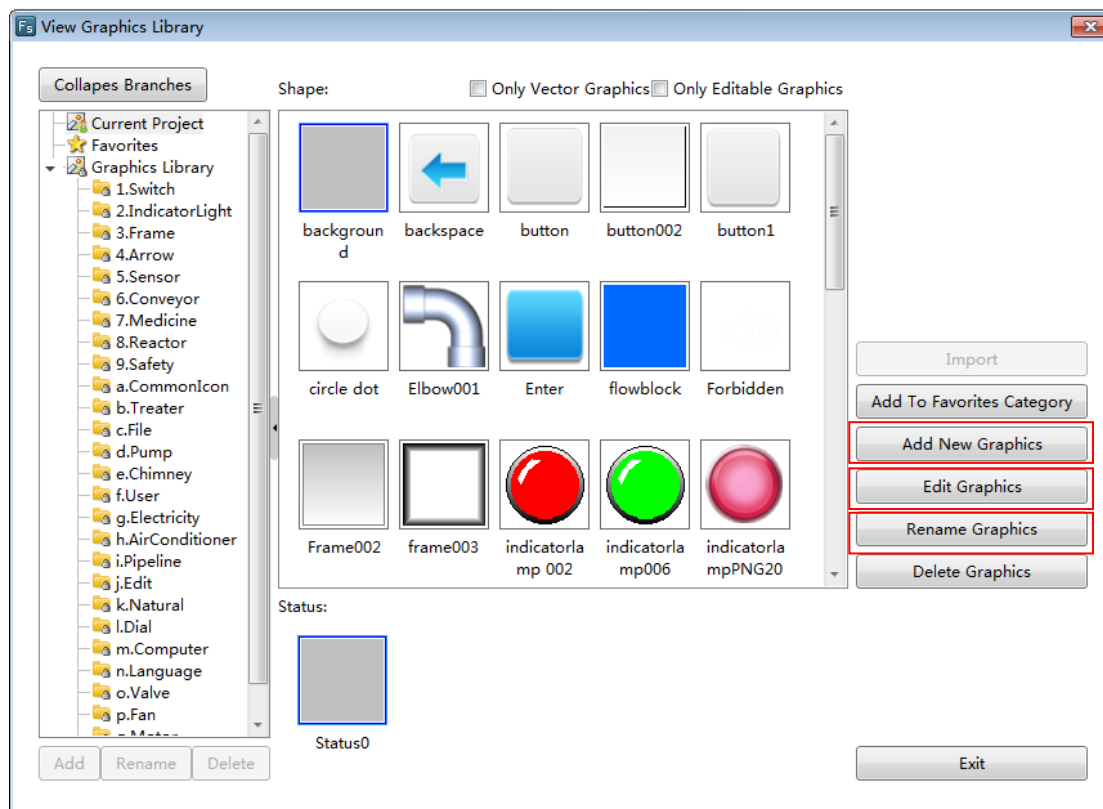 Fs View Graphics Library
Collapes Branches
Shape:
Only Vector Graphics
Only Editable Graphics
Current Project
Favorites
Graphics Library
1.Switch
2.IndicatorLight
3.Frame
4.Arrow
5.Sensor
6.Conveyor
7.Medicine
8.Reactor
9.Safety
a.CommonIcon
b.Treater
c.File
d.Pump
e.Chimney
f.User
g.Electricity
h.AirConditioner
i.Pipeline
j.Edit
k.Natural
l.Dial
m.Computer
n.Language
o.Valve
p.Fan
Add
Rename
Delete
backgroun
d
backspace
button
button002
button1
circle dot
Elbow001
Enter
flowblock
Forbidden
Frame002
frame003
indicatorla
mp 002
indicatorla
mp006
indicatorla
mpPNG20
Status:
Status0
Import
Add To Favorites Category
Add New Graphics
Edit Graphics
Rename Graphics
Delete Graphics
Exit